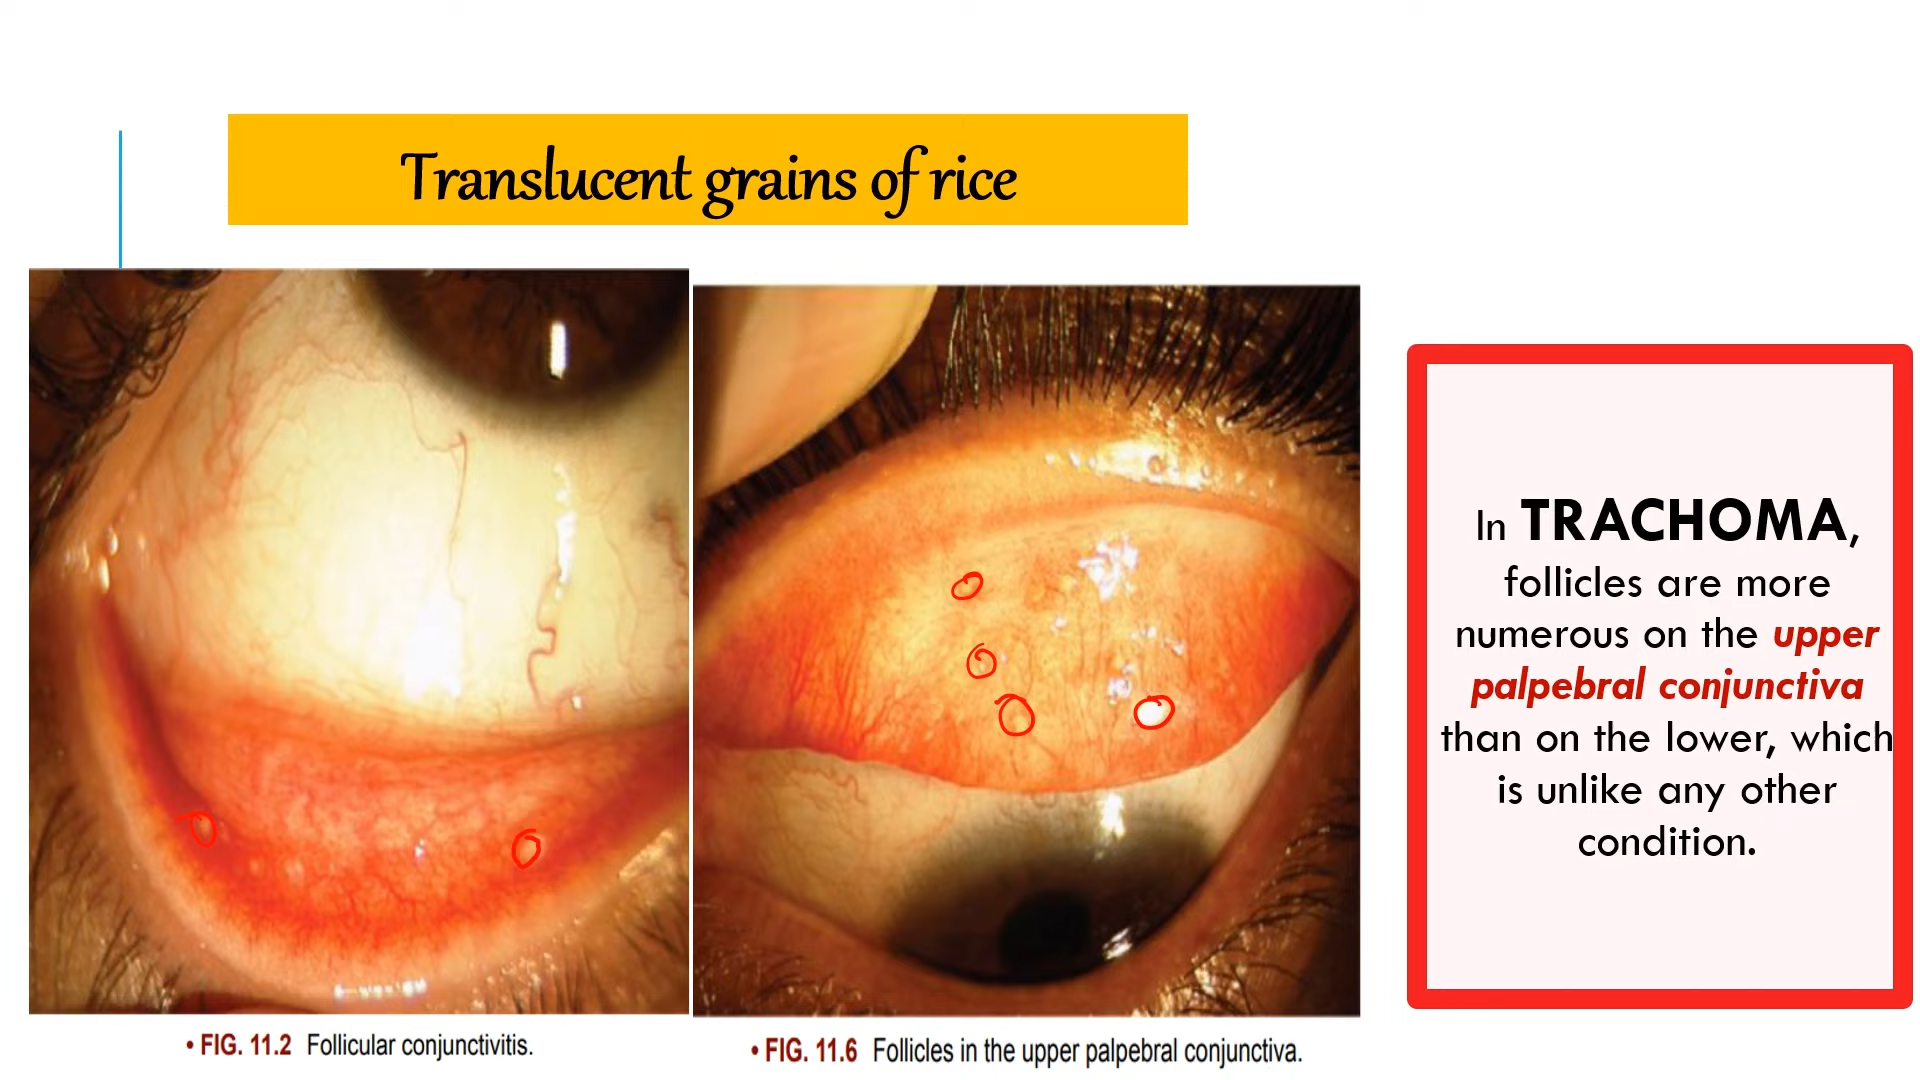 Translucent grains of rice
In TRACHOMA,
follicles are more
numerous on the upper
palpebral conjunctiva
than on the lower, which
is unlike any other
condition.
• FIG. 11.2 Follicular conjunctivitis.
• FIG. 11.6 Follicles in the upper palpebral conjunctiva.